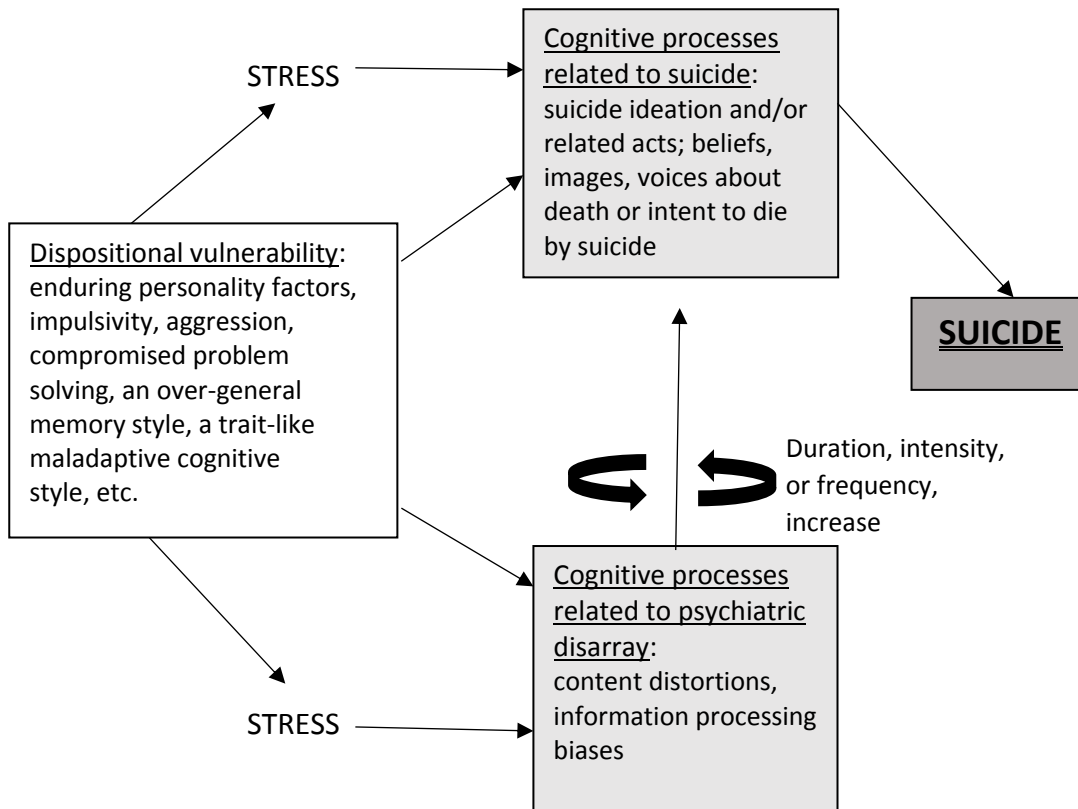 STRESS
Cognitive processes
related to suicide:
suicide ideation and/or
related acts; beliefs,
images, voices about
death or intent to die
by suicide
Dispositional vulnerability:
enduring personality factors,
impulsivity, aggression,
compromised problem
solving, an over-general
memory style, a trait-like
maladaptive cognitive
style, etc.
SUICIDE
Duration, intensity,
or frequency,
increase
Cognitive processes
related to psychiatric
disarray:
content distortions,
information processing
biases
STRESS